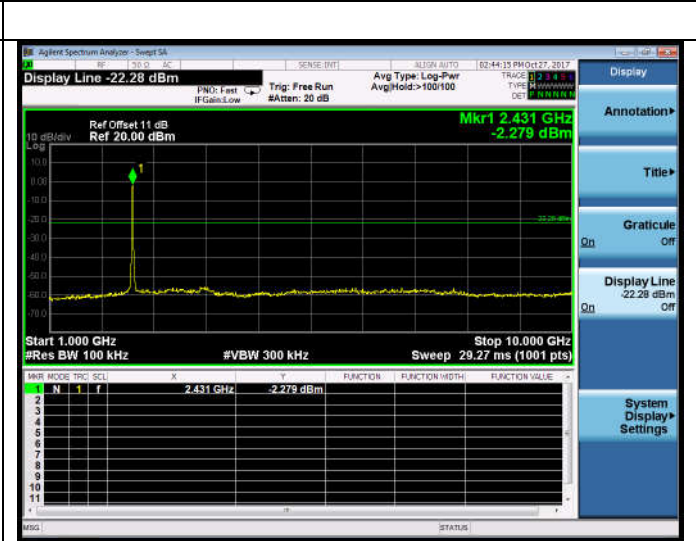 Agilent Spectrum Analyzer - Swept SA
RF 50 Ω AC SENSE:INT ALIGN AUTO 02:44:15 PM Oct 27, 2017
Display Line -22.28 dBm
PNO: Fast
IFGain:Low
Trig: Free Run
#Atten: 20 dB
Avg Type: Log-Pwr
Avg|Hold:>100/100
TRACE 1 2 3 4 5 6
TYPE M WWWWW
DET P N N N N N
Display
Ref Offset 11 dB
10 dB/div Ref 20.00 dBm
Log
Mkr1 2.431 GHz
-2.279 dBm
1
10.0
0.00
-10.0
-20.0
-30.0
-40.0
-50.0
-60.0
-70.0
-22.28 dBm
Start 1.000 GHz Stop 10.000 GHz
#Res BW 100 kHz #VBW 300 kHz Sweep 29.27 ms (1001 pts)
MKR MODE TRC SCL X Y FUNCTION FUNCTION WIDTH FUNCTION VALUE
1 N 1 f 2.431 GHz -2.279 dBm
2
3
4
5
6
7
8
9
10
11
MSG STATUS
Annotation
Title
Graticule
On Off
Display Line
-22.28 dBm
On Off
System
Display
Settings